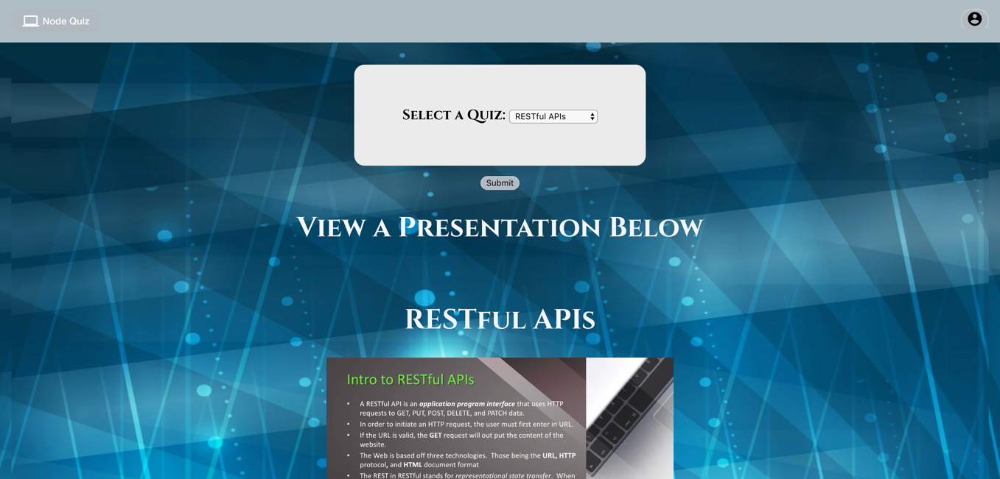 Node Quiz
Select a Quiz: RESTful APIs
Submit
View a Presentation Below
RESTful APIs
Intro to RESTful APIs
• A RESTful API is an application program interface that uses HTTP
requests to GET, PUT, POST, DELETE, and PATCH data.
• In order to initiate an HTTP request, the user must first enter in URL.
• If the URL is valid, the GET request will out put the content of the
website.
• The Web is based off three technologies. Those being the URL, HTTP
protocol, and HTML document format
• The REST in RESTful stands for representational state transfer. When